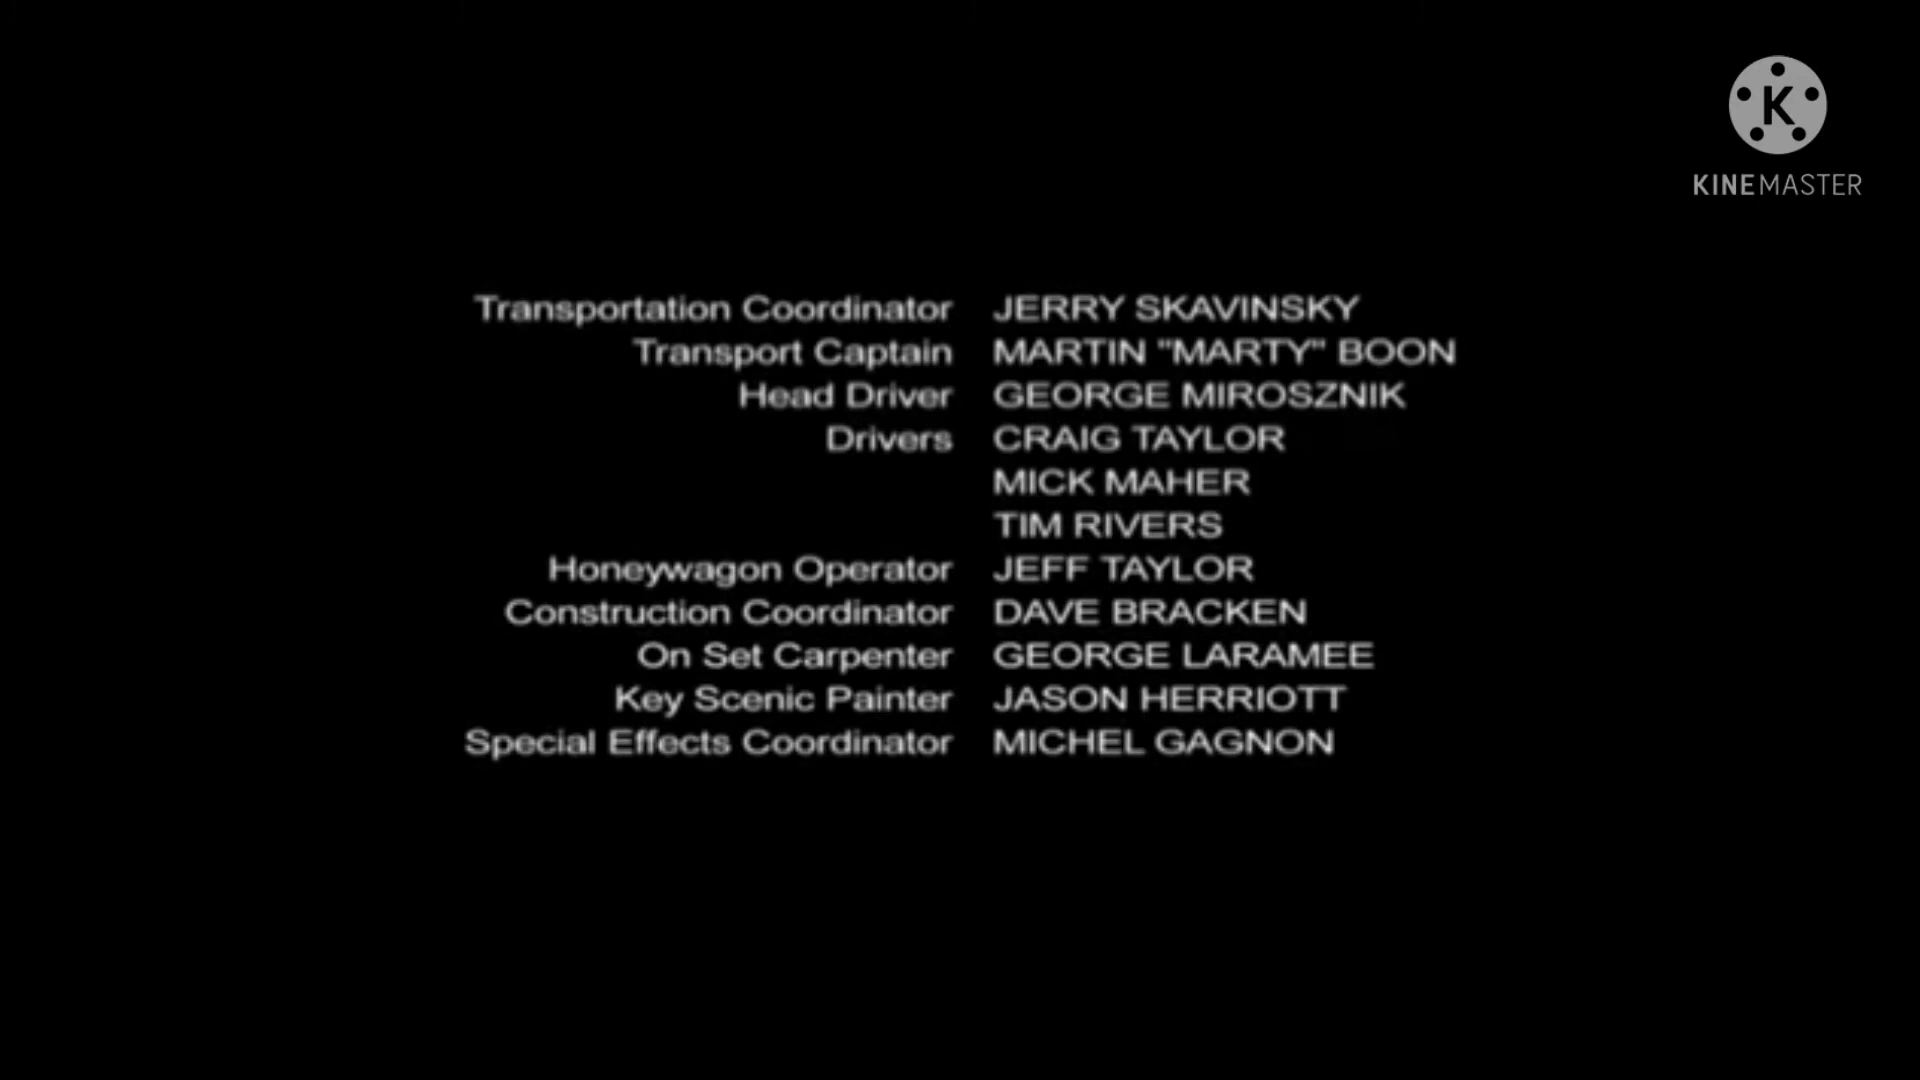 K
KINEMASTER
Transportation Coordinator JERRY SKAVINSKY
Transport Captain MARTIN "MARTY" BOON
Head Driver GEORGE MIROSZNIK
Drivers CRAIG TAYLOR
MICK MAHER
TIM RIVERS
Honeywagon Operator JEFF TAYLOR
Construction Coordinator DAVE BRACKEN
On Set Carpenter GEORGE LARAMEE
Key Scenic Painter JASON HERRIOTT
Special Effects Coordinator MICHEL GAGNON